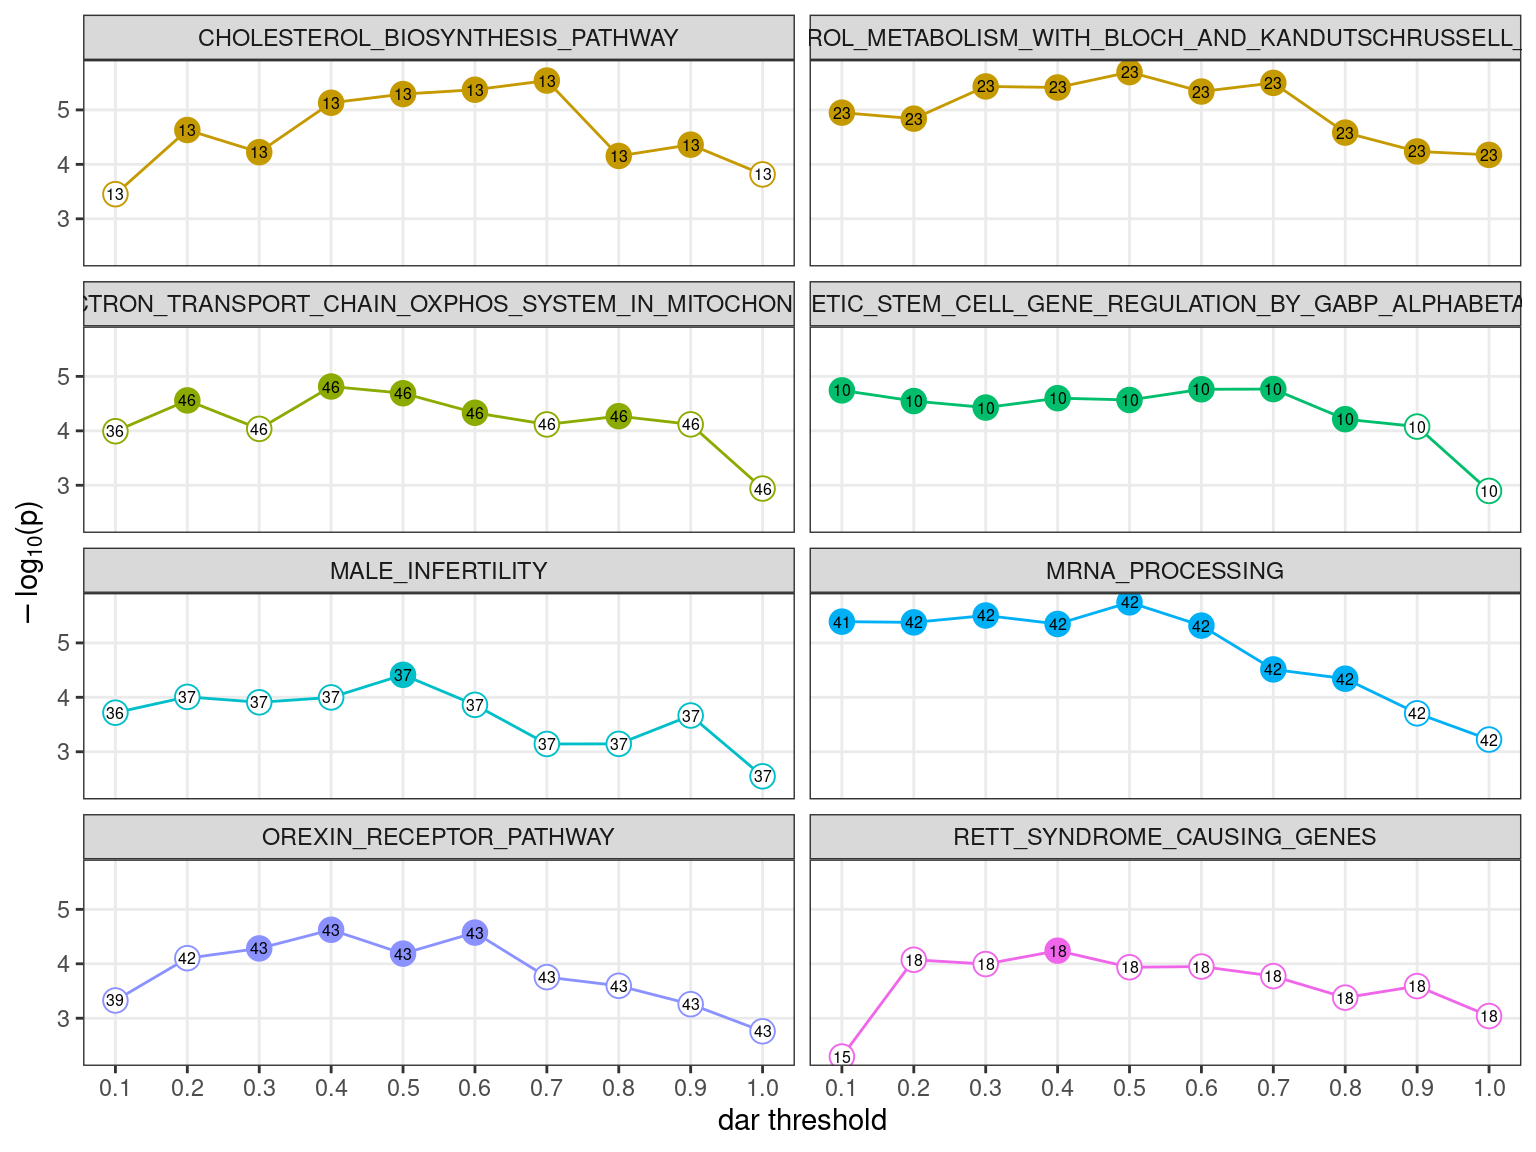 CHOLESTEROL_BIOSYNTHESIS_PATHWAY
ROL_METABOLISM_WITH_BLOCH_AND_KANDUTSCHRUSSELL_
5
4
3
13 13 13 13 13 13 13 13 13 13
23 23 23 23 23 23 23 23 23 23
CTRON_TRANSPORT_CHAIN_OXPHOS_SYSTEM_IN_MITOCHON
ETIC_STEM_CELL_GENE_REGULATION_BY_GABP_ALPHABETA
5
4
3
36 46 46 46 46 46 46 46 46 46
10 10 10 10 10 10 10 10 10 10
− log10(p)
MALE_INFERTILITY
MRNA_PROCESSING
5
4
3
36 37 37 37 37 37 37 37 37 37
41 42 42 42 42 42 42 42 42 42
OREXIN_RECEPTOR_PATHWAY
RETT_SYNDROME_CAUSING_GENES
5
4
3
39 42 43 43 43 43 43 43 43 43
15 18 18 18 18 18 18 18 18 18
0.1 0.2 0.3 0.4 0.5 0.6 0.7 0.8 0.9 1.0
0.1 0.2 0.3 0.4 0.5 0.6 0.7 0.8 0.9 1.0
dar threshold